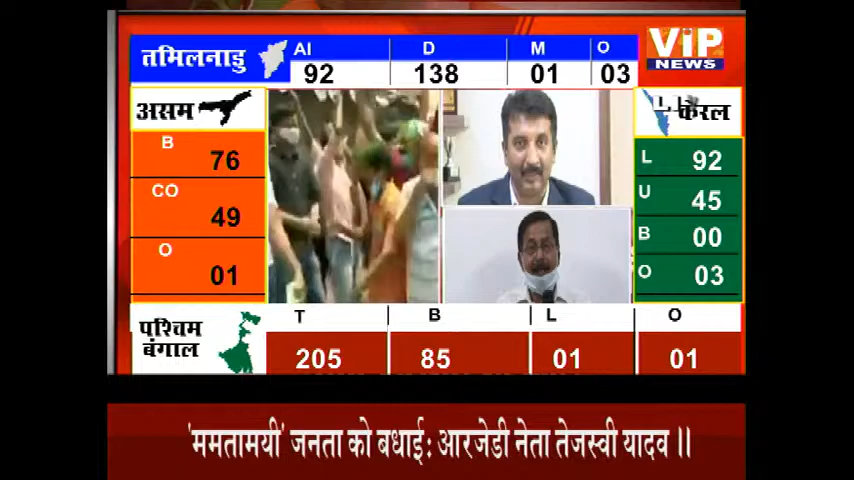 तमिलनाडु
AI D M O
92 138 01 03
ViP
NEWS
असम
B
76
CO
49
O
01
केरल
L 92
U 45
B 00
O 03
पश्चिम
बंगाल
T B L O
205 85 01 01
'ममतामयी' जनता को बधाई: आरजेडी नेता तेजस्वी यादव ||